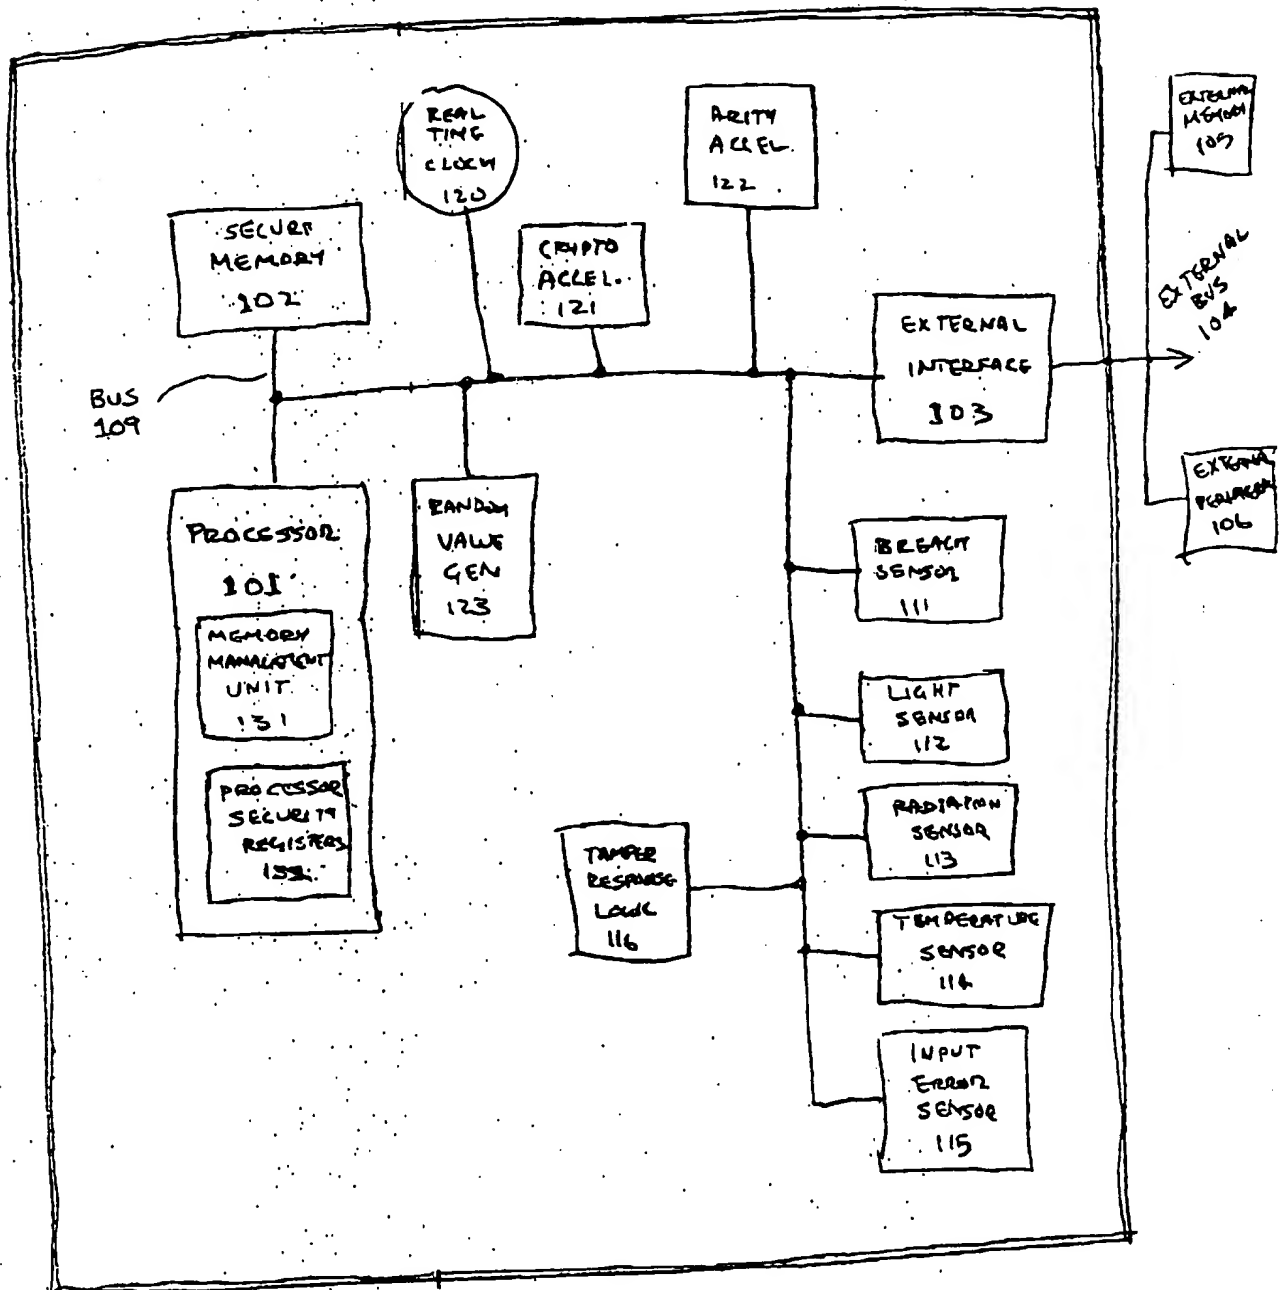 REAL
TIME
CLOCK
120
ARITY
ACCEL.
122
EXTERNAL
MEMORY
105
SECURE
MEMORY
102
CRYPTO
ACCEL.
121
EXTERNAL
BUS
104
EXTERNAL
INTERFACE
103
BUS
109
EXTERNAL
PERIPHERAL
106
PROCESSOR
101
MEMORY
MANAGEMENT
UNIT
131
PROCESSOR
SECURITY
REGISTERS
132
RANDOM
VALUE
GEN
123
BREACH
SENSOR
111
LIGHT
SENSOR
112
RADIATION
SENSOR
113
TAMPER
RESPONSE
LOGIC
116
TEMPERATURE
SENSOR
114
INPUT
ERROR
SENSOR
115